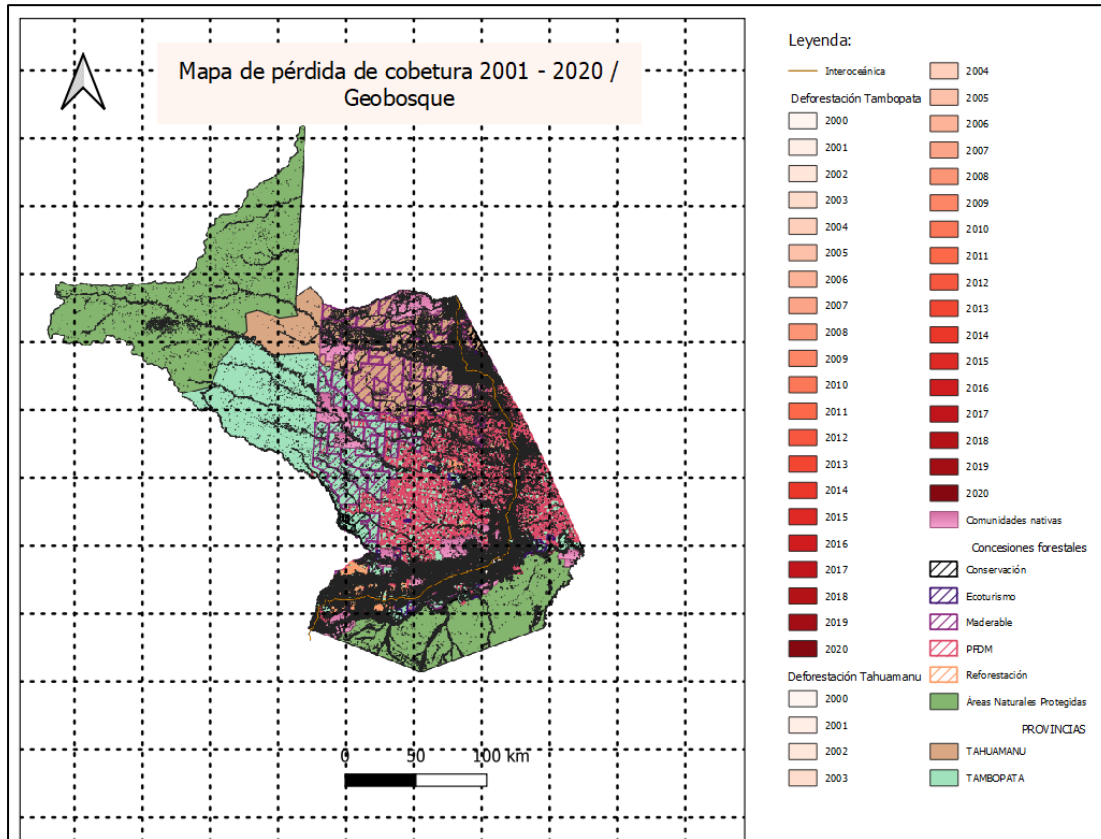 Mapa de pérdida de cobetura 2001 - 2020 /
Geobosque
0 50 100 km
Leyenda:
Interoceánica
Deforestación Tambopata
2000
2001
2002
2003
2004
2005
2006
2007
2008
2009
2010
2011
2012
2013
2014
2015
2016
2017
2018
2019
2020
Deforestación Tahuamanu
2000
2001
2002
2003
2004
2005
2006
2007
2008
2009
2010
2011
2012
2013
2014
2015
2016
2017
2018
2019
2020
Comunidades nativas
Concesiones forestales
Conservación
Ecoturismo
Maderable
PFDM
Reforestación
Áreas Naturales Protegidas
PROVINCIAS
TAHUAMANU
TAMBOPATA